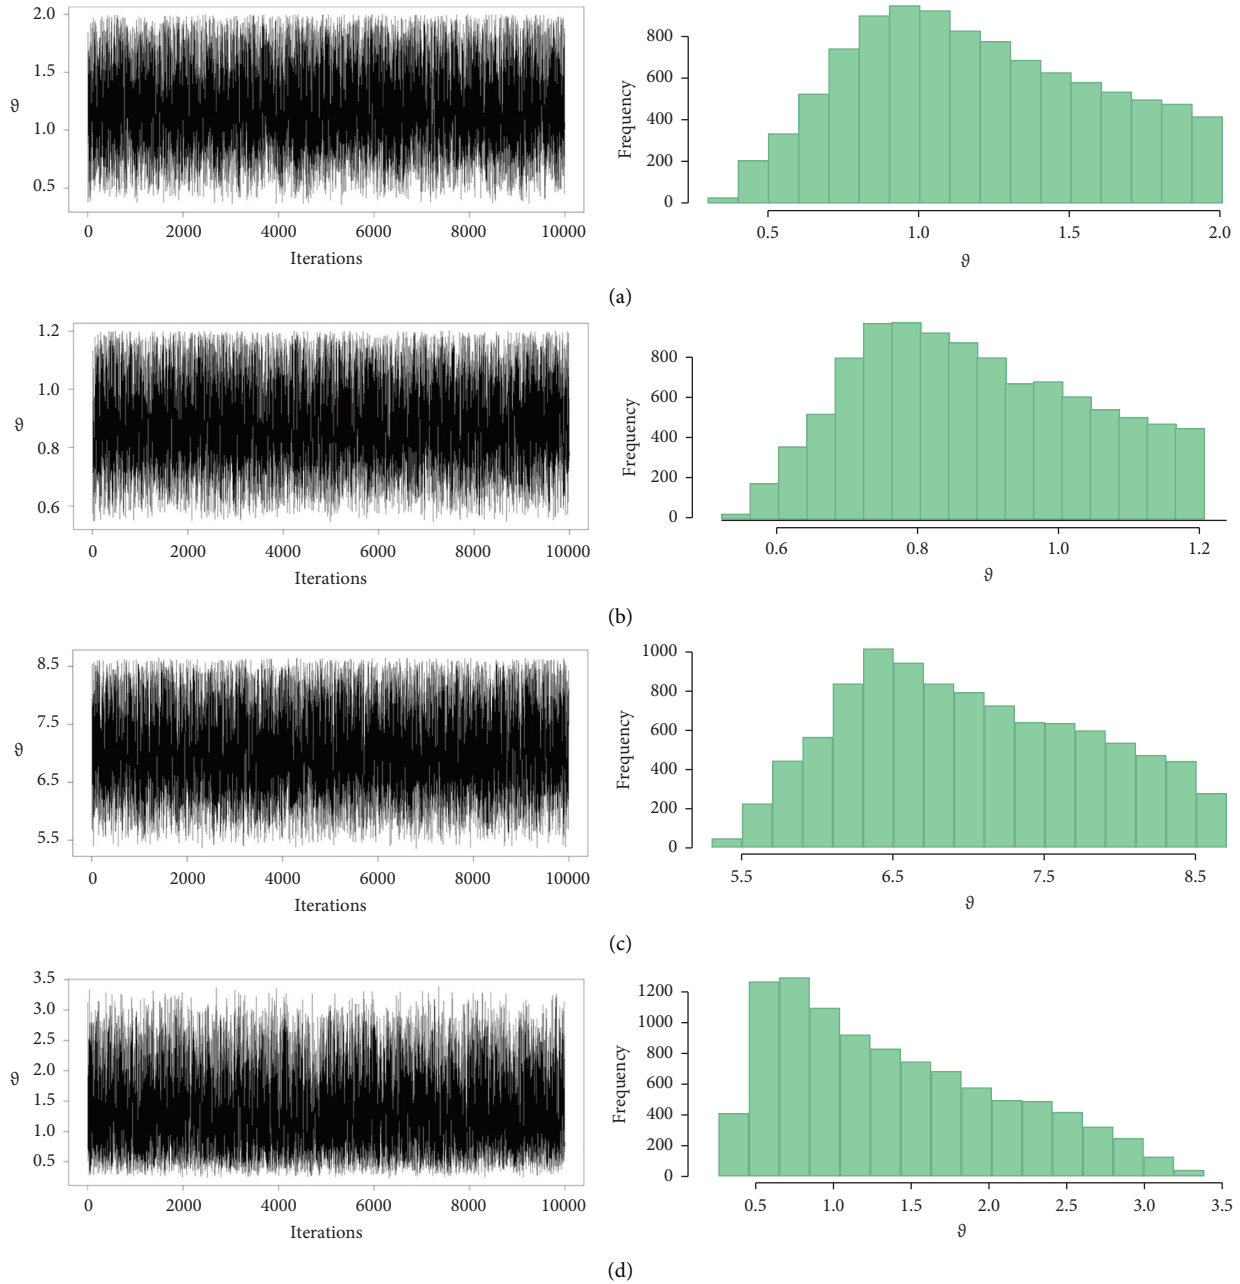 2.0
1.5
1.0
0.5
ϑ
0 2000 4000 6000 8000 10000
Iterations
800
600
400
200
0
Frequency
0.5 1.0 1.5 2.0
ϑ
(a)
1.2
1.0
0.8
0.6
ϑ
0 2000 4000 6000 8000 10000
Iterations
800
600
400
200
0
Frequency
0.6 0.8 1.0 1.2
ϑ
(b)
8.5
7.5
6.5
5.5
ϑ
0 2000 4000 6000 8000 10000
Iterations
1000
800
600
400
200
0
Frequency
5.5 6.5 7.5 8.5
ϑ
(c)
3.5
3.0
2.5
2.0
1.5
1.0
0.5
ϑ
0 2000 4000 6000 8000 10000
Iterations
1200
1000
800
600
400
200
0
Frequency
0.5 1.0 1.5 2.0 2.5 3.0 3.5
ϑ
(d)